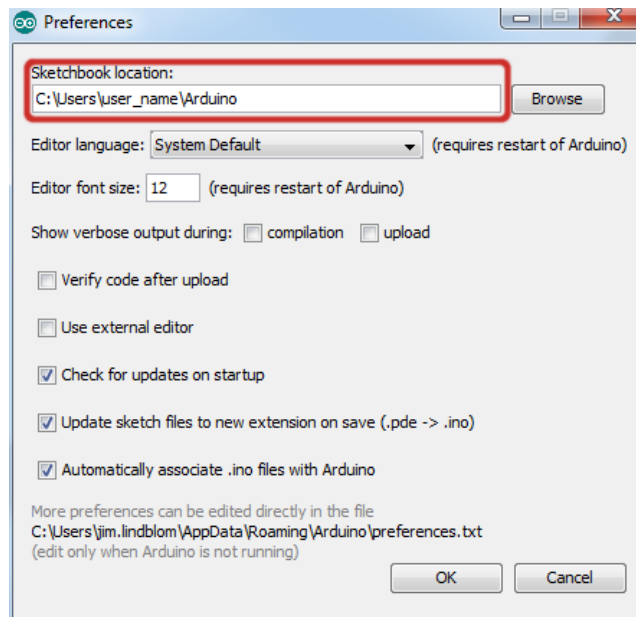 Preferences
Sketchbook location:
C:\Users\user_name\Arduino
Browse
Editor language: System Default (requires restart of Arduino)
Editor font size: 12 (requires restart of Arduino)
Show verbose output during: compilation upload
Verify code after upload
Use external editor
Check for updates on startup
Update sketch files to new extension on save (.pde -> .ino)
Automatically associate .ino files with Arduino
More preferences can be edited directly in the file
C:\Users\jim.lindblom\AppData\Roaming\Arduino\preferences.txt
(edit only when Arduino is not running)
OK Cancel